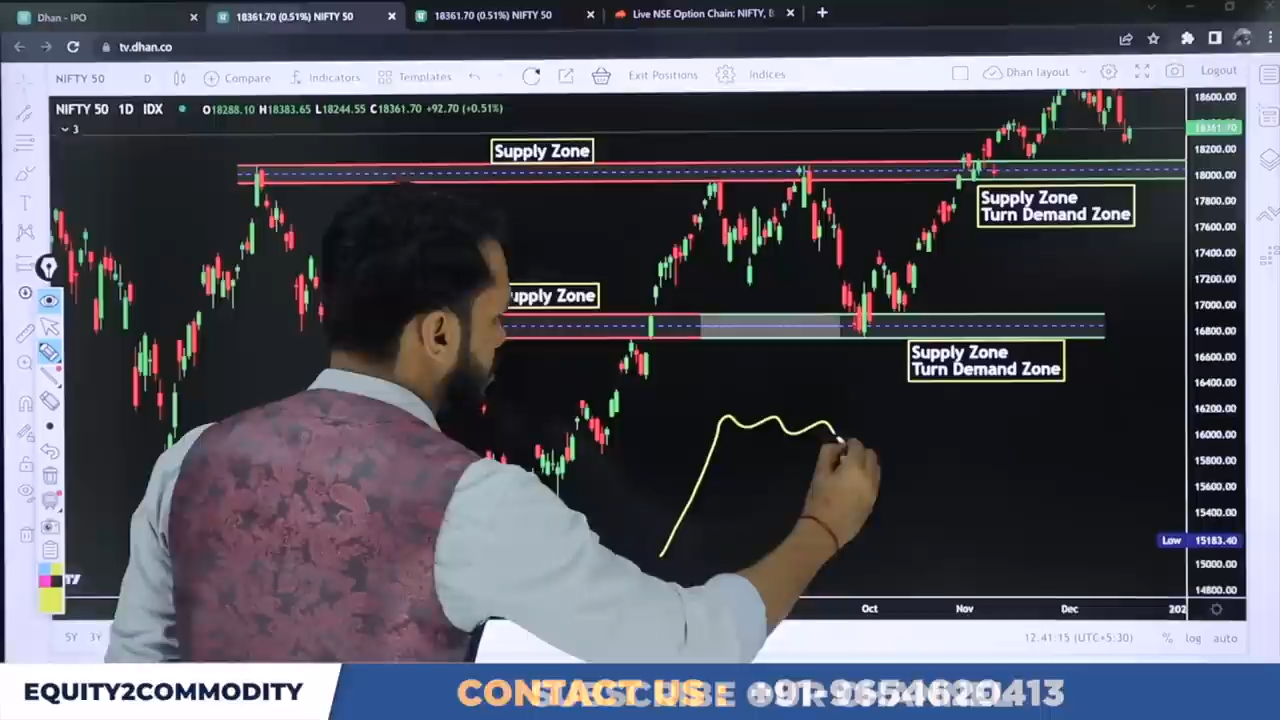 Dhan - IPO
18361.70 (0.51%) NIFTY 50
18361.70 (0.51%) NIFTY 50
Live NSE Option Chain: NIFTY, B
tv.dhan.co
NIFTY 50 D Compare Indicators Templates Exit Positions Indices Dhan layout Logout
NIFTY 50 1D IDX O18288.10 H18383.65 L18244.55 C18361.70 +92.70 (+0.51%)
3
Supply Zone
Supply Zone
Turn Demand Zone
upply Zone
Supply Zone
Turn Demand Zone
18600.00
18361.70
18200.00
18000.00
17800.00
17600.00
17400.00
17200.00
17000.00
16800.00
16600.00
16400.00
16200.00
16000.00
15800.00
15600.00
15400.00
Low 15183.40
15000.00
14800.00
Oct Nov Dec 202
5Y 3Y
12:41:15 (UTC+5:30) % log auto
EQUITY2COMMODITY
CONTACT US : +91-9654620413